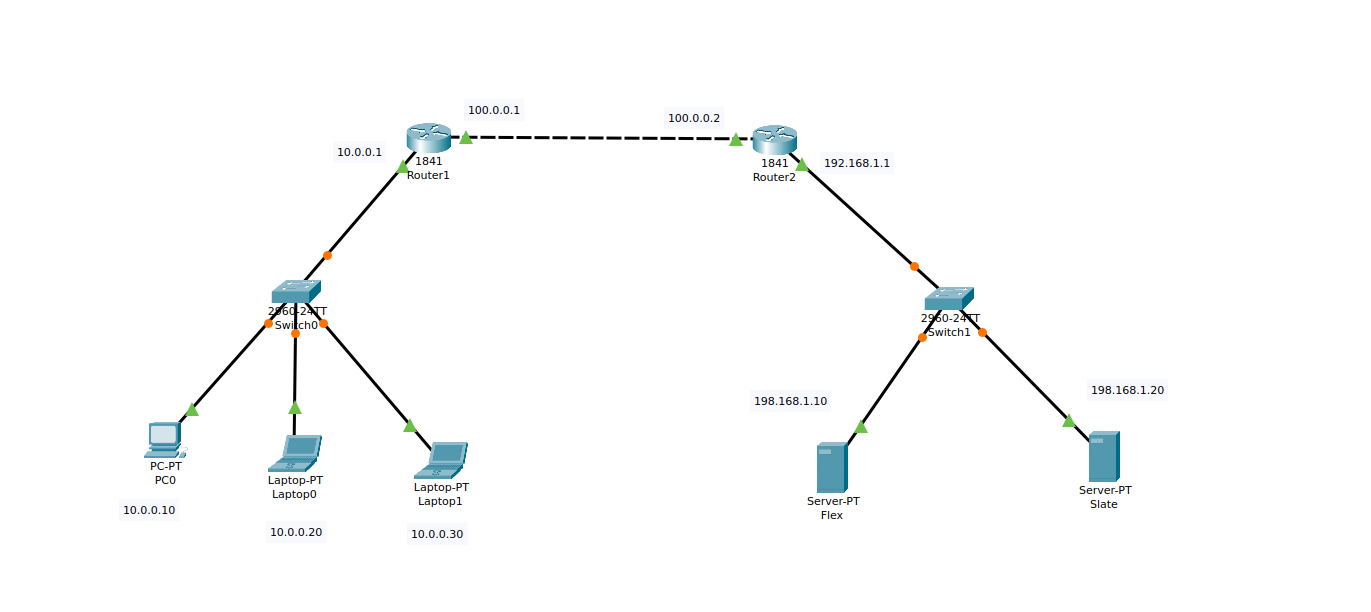 100.0.0.1
100.0.0.2
10.0.0.1
1841
Router1
1841
Router2
192.168.1.1
2960-24TT
Switch0
2960-24TT
Switch1
198.168.1.10
198.168.1.20
PC-PT
PC0
Laptop-PT
Laptop0
Laptop-PT
Laptop1
Server-PT
Flex
Server-PT
Slate
10.0.0.10
10.0.0.20
10.0.0.30